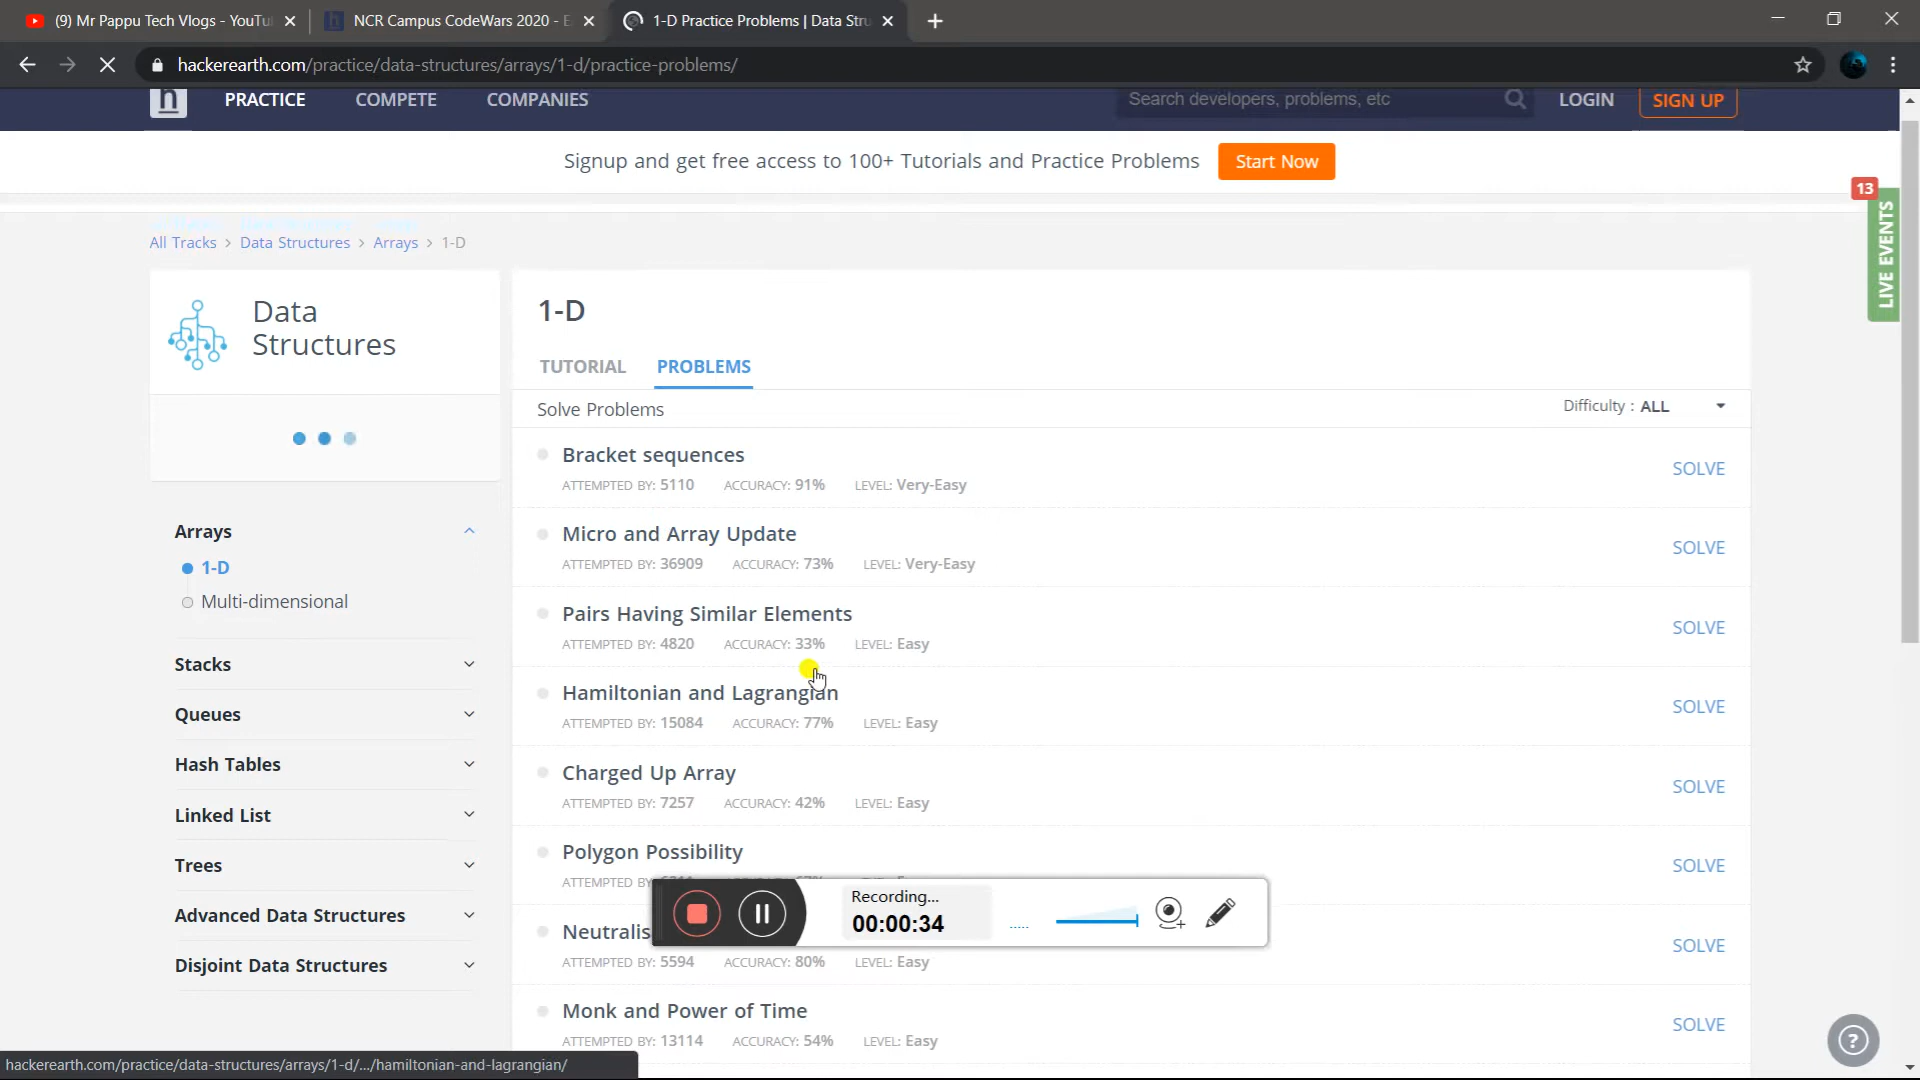 (9) Mr Pappu Tech Vlogs - YouTu
NCR Campus CodeWars 2020 - E
1-D Practice Problems | Data Stru
hackerearth.com/practice/data-structures/arrays/1-d/practice-problems/
h
PRACTICE
COMPETE
COMPANIES
Search developers, problems, etc
LOGIN
SIGN UP
Signup and get free access to 100+ Tutorials and Practice Problems
Start Now
13
LIVE EVENTS
All Tracks > Data Structures > Arrays > 1-D
Data
Structures
Arrays
1-D
Multi-dimensional
Stacks
Queues
Hash Tables
Linked List
Trees
Advanced Data Structures
Disjoint Data Structures
1-D
TUTORIAL PROBLEMS
Solve Problems
Difficulty : ALL
Bracket sequences
ATTEMPTED BY: 5110 ACCURACY: 91% LEVEL: Very-Easy
SOLVE
Micro and Array Update
ATTEMPTED BY: 36909 ACCURACY: 73% LEVEL: Very-Easy
SOLVE
Pairs Having Similar Elements
ATTEMPTED BY: 4820 ACCURACY: 33% LEVEL: Easy
SOLVE
Hamiltonian and Lagrangian
ATTEMPTED BY: 15084 ACCURACY: 77% LEVEL: Easy
SOLVE
Charged Up Array
ATTEMPTED BY: 7257 ACCURACY: 42% LEVEL: Easy
SOLVE
Polygon Possibility
ATTEMPTED BY:
SOLVE
Neutralis
ATTEMPTED BY: 5594 ACCURACY: 80% LEVEL: Easy
SOLVE
Monk and Power of Time
ATTEMPTED BY: 13114 ACCURACY: 54% LEVEL: Easy
SOLVE
Recording...
00:00:34
?
hackerearth.com/practice/data-structures/arrays/1-d/.../hamiltonian-and-lagrangian/